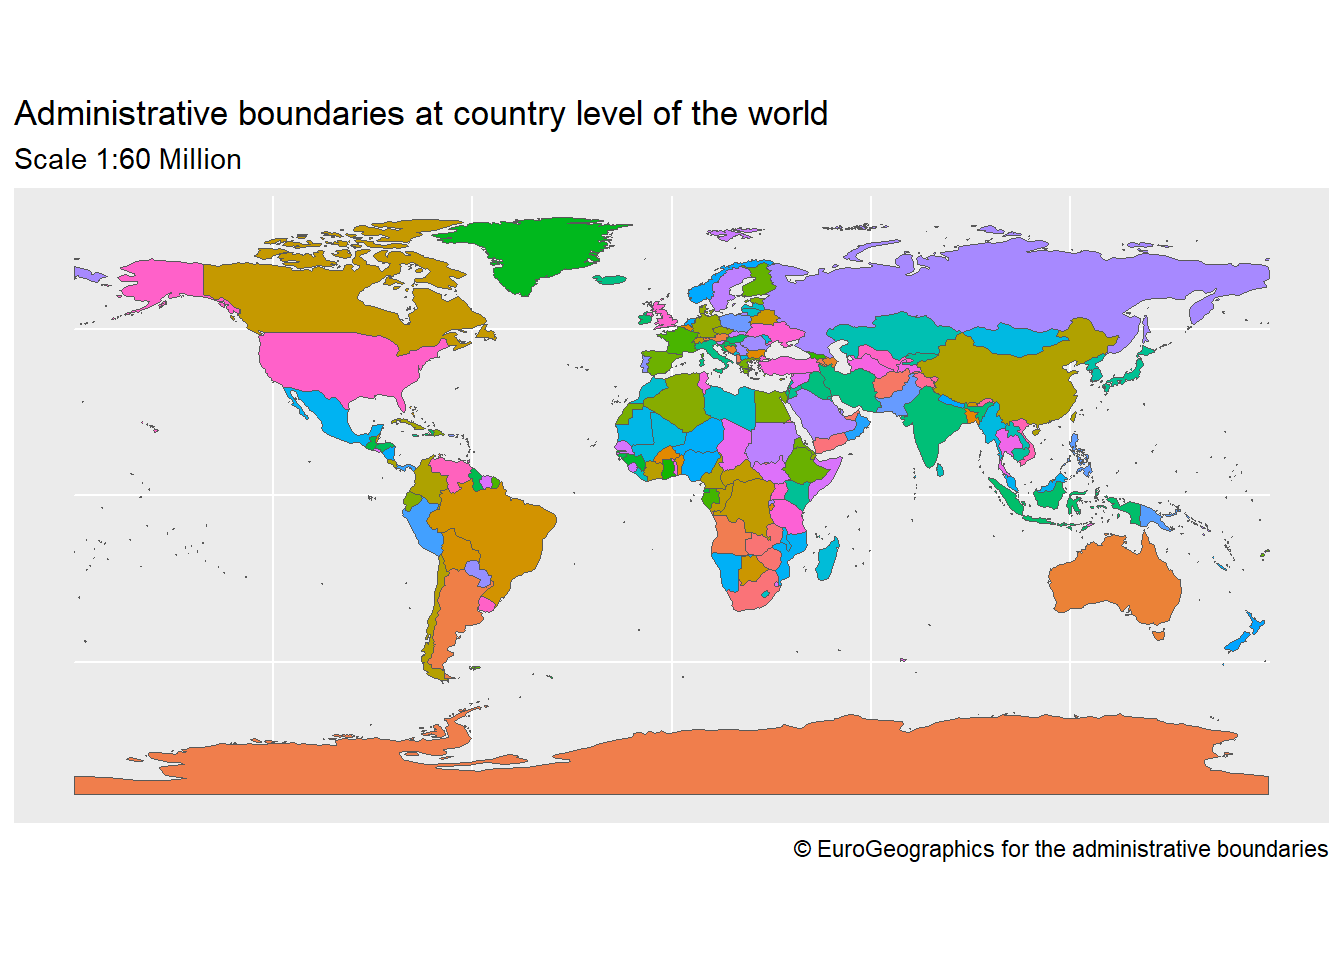 Administrative boundaries at country level of the world
Scale 1:60 Million
© EuroGeographics for the administrative boundaries